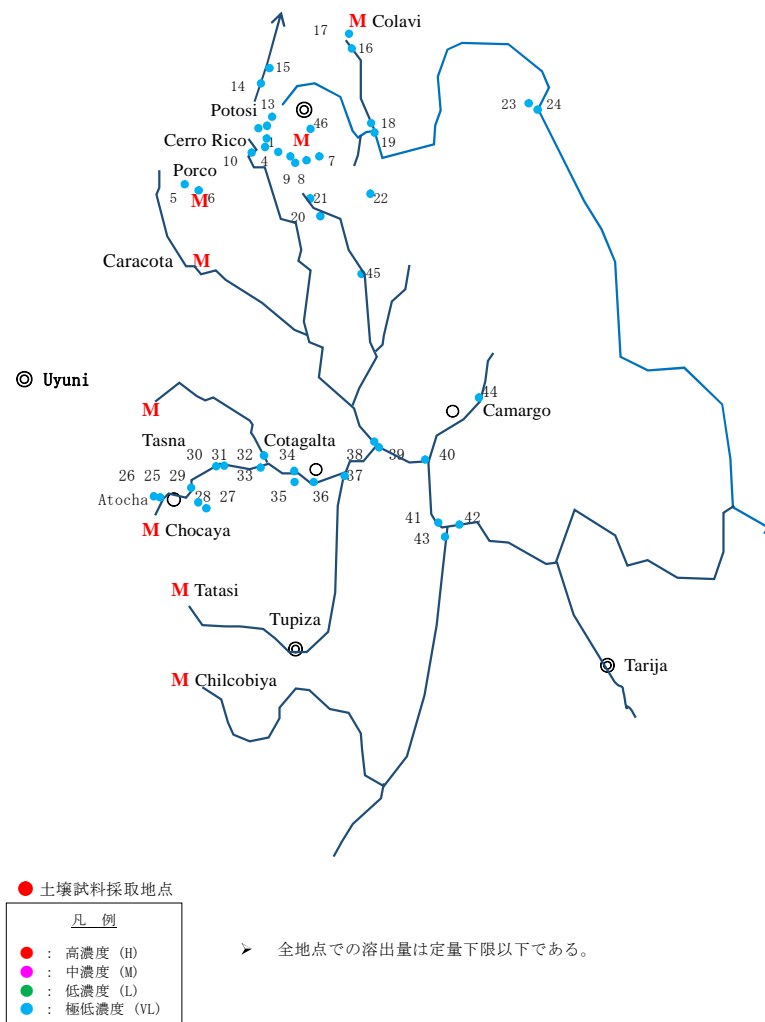 17
M Colavi
16
15
14
13
Potosi
46
18
19
23
24
Cerro Rico
1
M
10
4
7
9
8
Porco
5
6
M
21
22
20
Caracota
M
45
Uyuni
M
44
Camargo
Tasna
Cotagalta
38
39
40
30
31
32
34
33
37
26
25
29
35
36
Atocha
28
27
M Chocaya
41
42
43
M Tatasi
Tupiza
Tarija
M Chilcobiya
土壌試料採取地点
凡 例
: 高濃度 (H)
: 中濃度 (M)
: 低濃度 (L)
: 極低濃度 (VL)
➢ 全地点での溶出量は定量下限以下である。